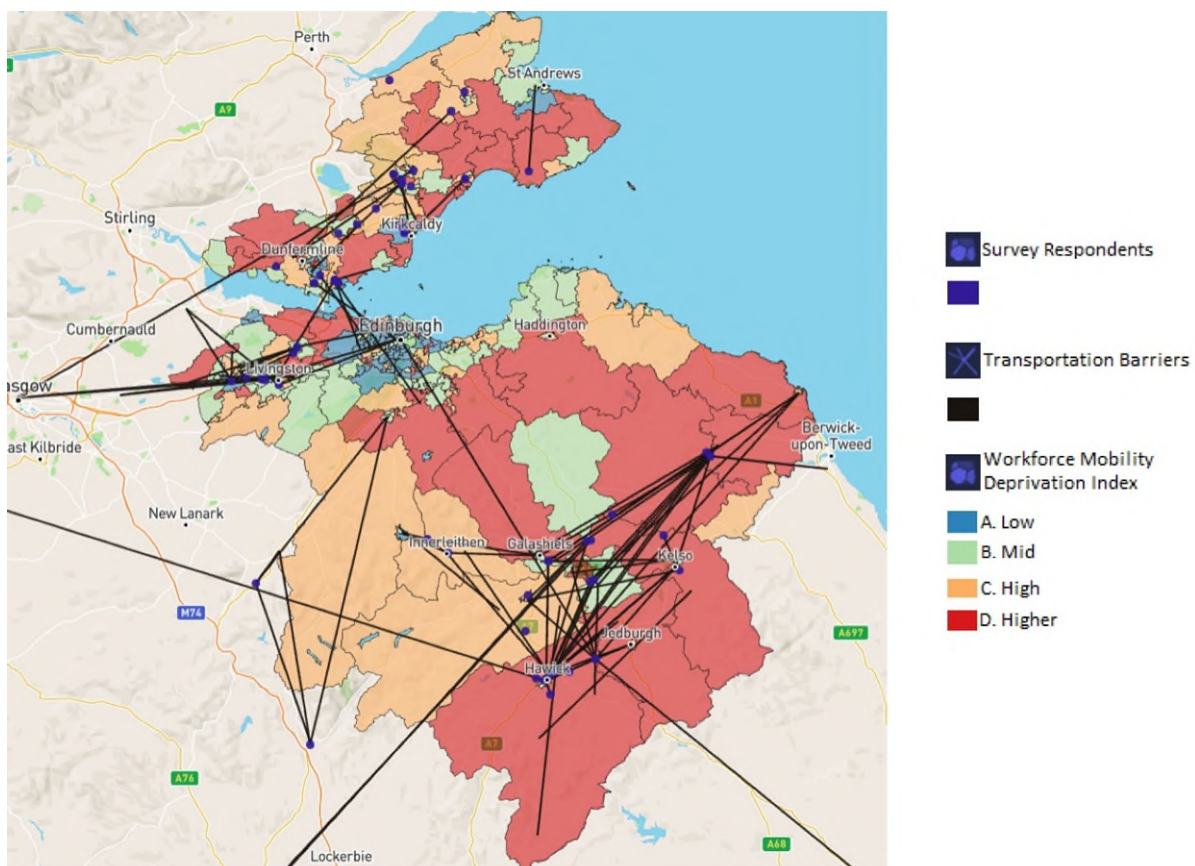 Perth
St Andrews
A9
Stirling
Kirkcaldy
Dunfermline
Cumbernauld
Edinburgh
Haddington
Livingston
asgow
A1
Berwick-
upon-Tweed
ast Kilbride
New Lanark
Innerleithen
Galashiels
Kelso
M74
A7
A697
Jedburgh
Hawick
A7
A76
A68
Lockerbie
Survey Respondents
Transportation Barriers
Workforce Mobility
Deprivation Index
A. Low
B. Mid
C. High
D. Higher